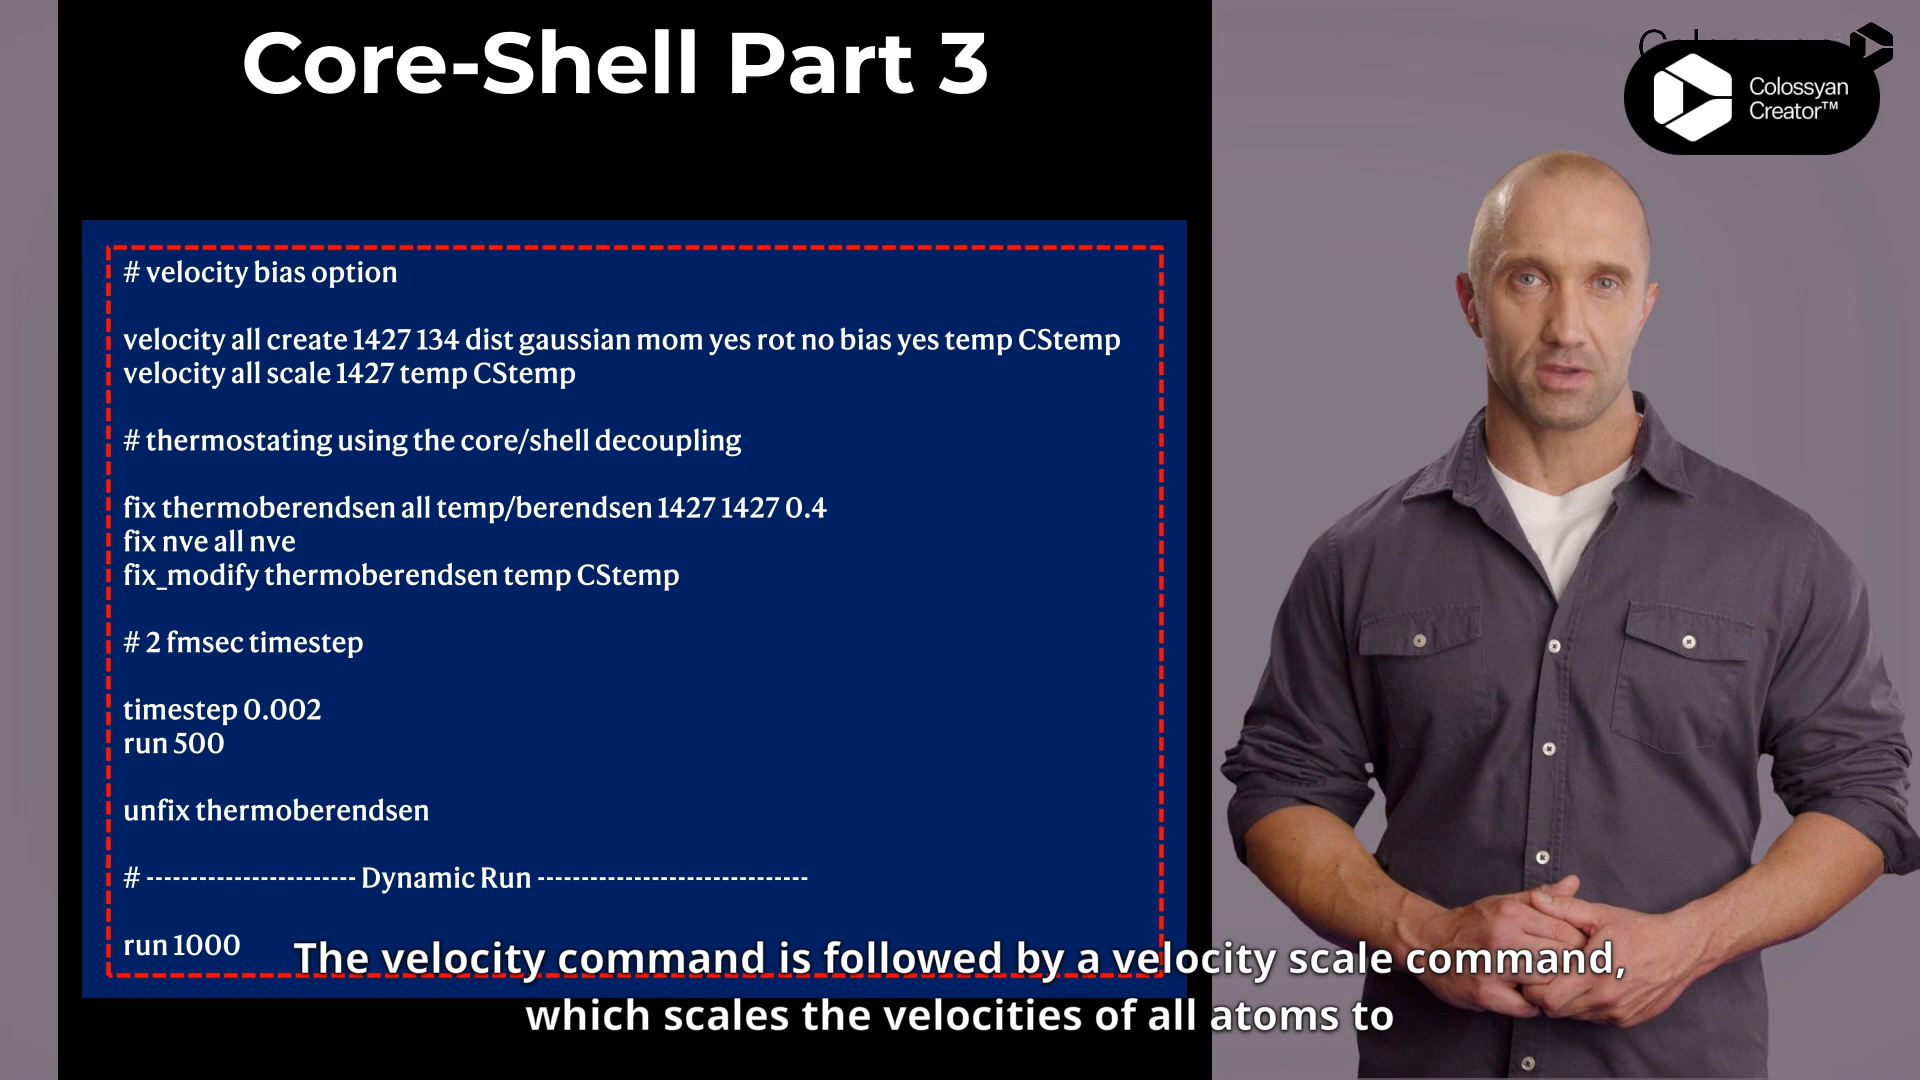 Core-Shell Part 3
Colossyan
Creator™
# velocity bias option
velocity all create 1427 134 dist gaussian mom yes rot no bias yes temp CStemp
velocity all scale 1427 temp CStemp
# thermostating using the core/shell decoupling
fix thermoberendsen all temp/berendsen 1427 1427 0.4
fix nve all nve
fix_modify thermoberendsen temp CStemp
# 2 fmsec timestep
timestep 0.002
run 500
unfix thermoberendsen
# ------------------------ Dynamic Run -------------------------------
run 1000
The velocity command is followed by a velocity scale command,
which scales the velocities of all atoms to